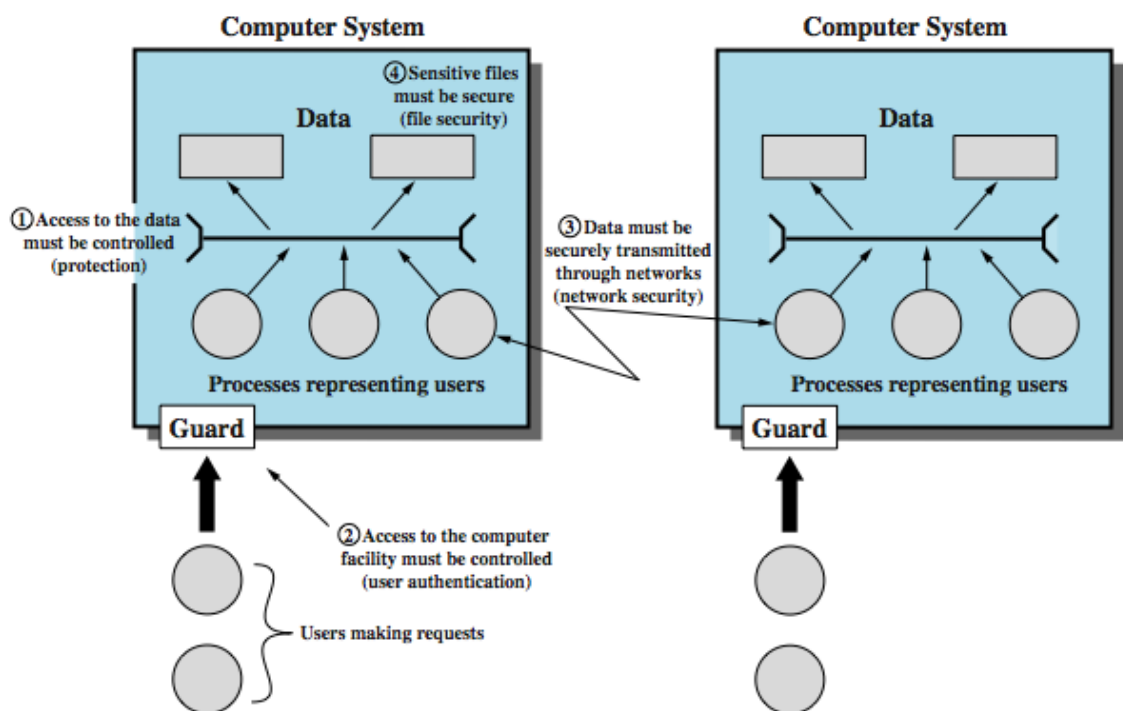 Computer System
④ Sensitive files
must be secure
(file security)
Data
① Access to the data
must be controlled
(protection)
Processes representing users
Guard
② Access to the computer
facility must be controlled
(user authentication)
Users making requests
③ Data must be
securely transmitted
through networks
(network security)
Computer System
Data
Processes representing users
Guard